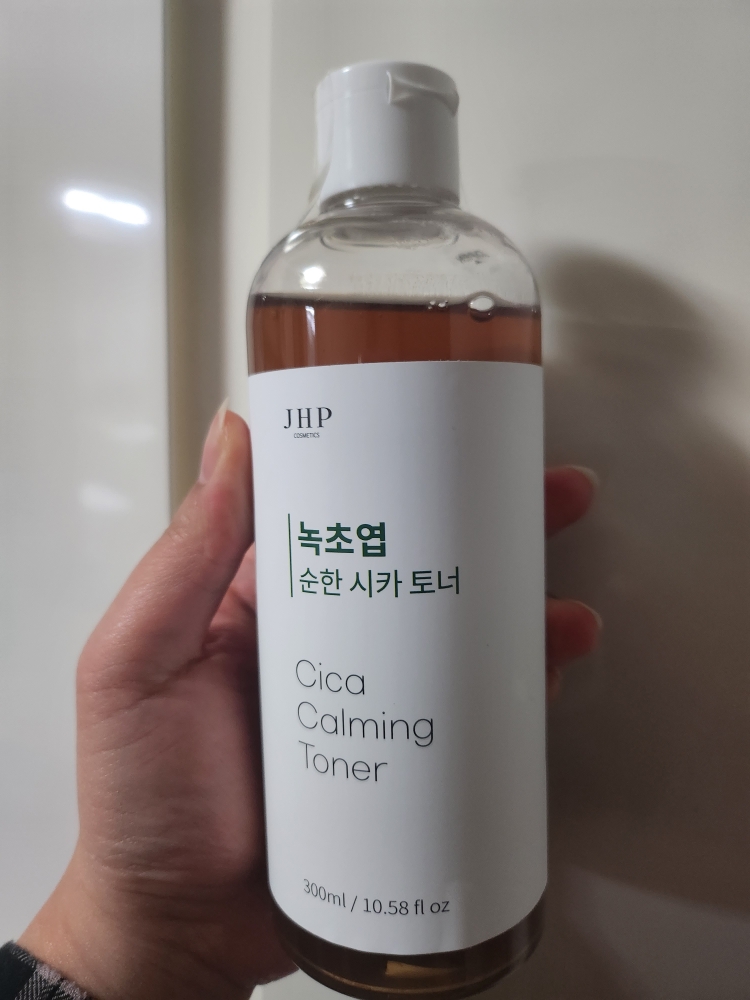 JHP
COSMETICS
녹초엽
순한 시카 토너
Cica
Calming
Toner
300ml / 10.58 fl oz